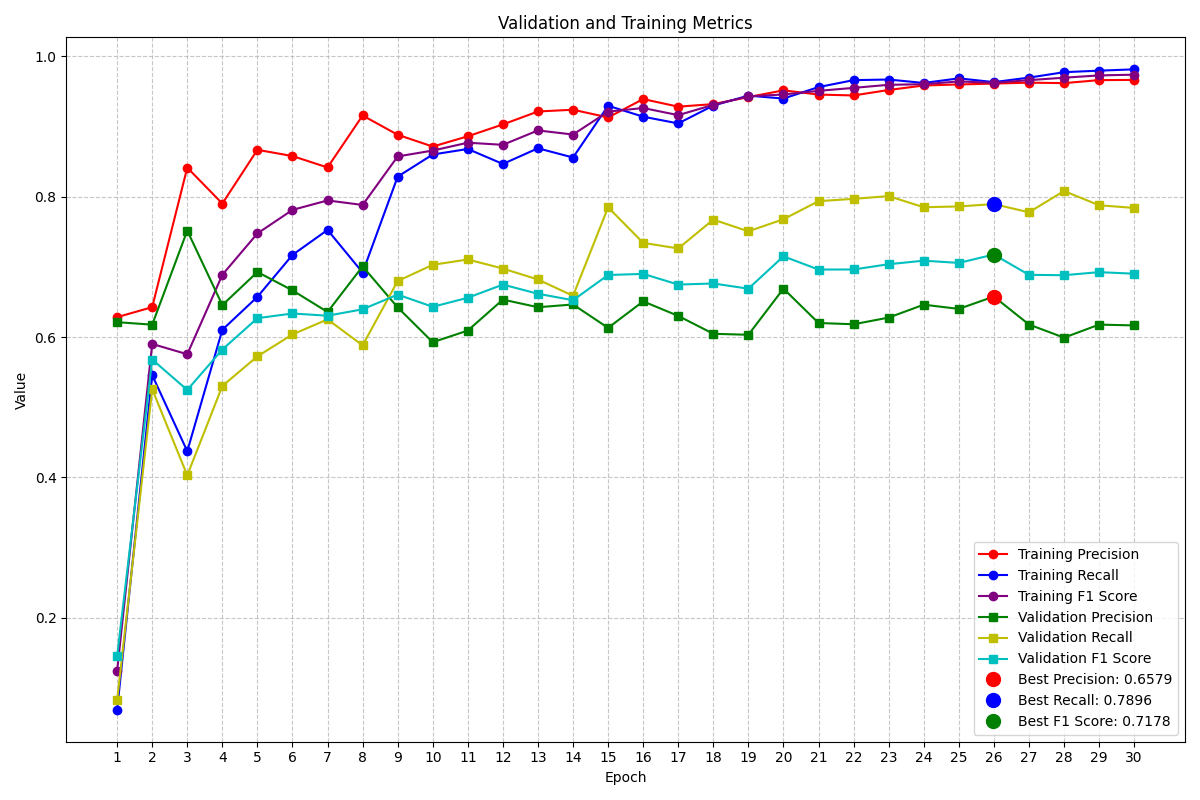 Validation and Training Metrics
1.0
0.8
0.6
0.4
0.2
Value
1 2 3 4 5 6 7 8 9 10 11 12 13 14 15 16 17 18 19 20 21 22 23 24 25 26 27 28 29 30
Epoch
Training Precision
Training Recall
Training F1 Score
Validation Precision
Validation Recall
Validation F1 Score
Best Precision: 0.6579
Best Recall: 0.7896
Best F1 Score: 0.7178